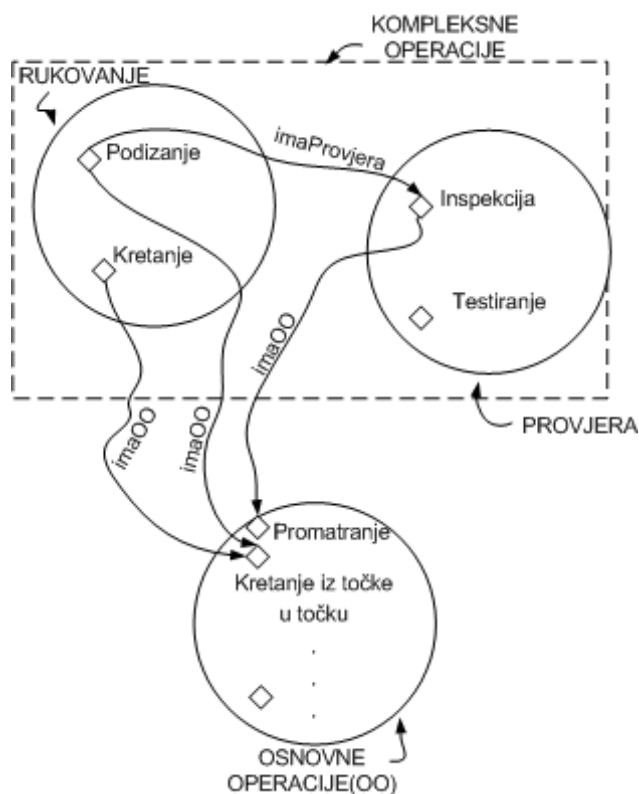 KOMPLEKSNE
OPERACIJE
RUKOVANJE
Podizanje
imaProvjera
Inspekcija
Kretanje
Testiranje
imaOO
imaOO
imaOO
PROVJERA
Promatranje
Kretanje iz točke
u točku
.
.
.
OSNOVNE
OPERACIJE(OO)